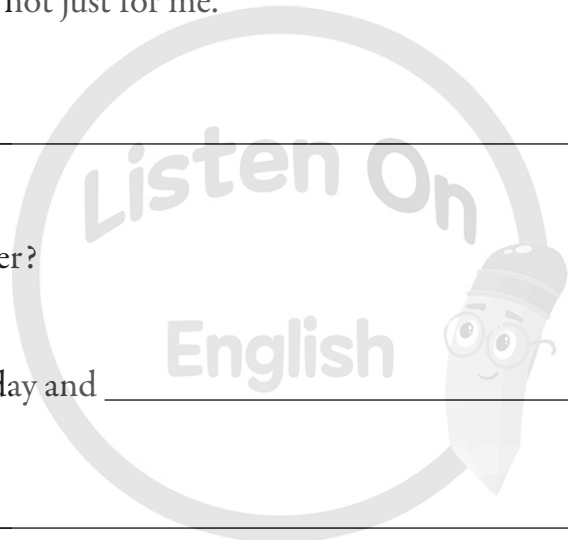 not just for me.
Listen On
er?
English
day and